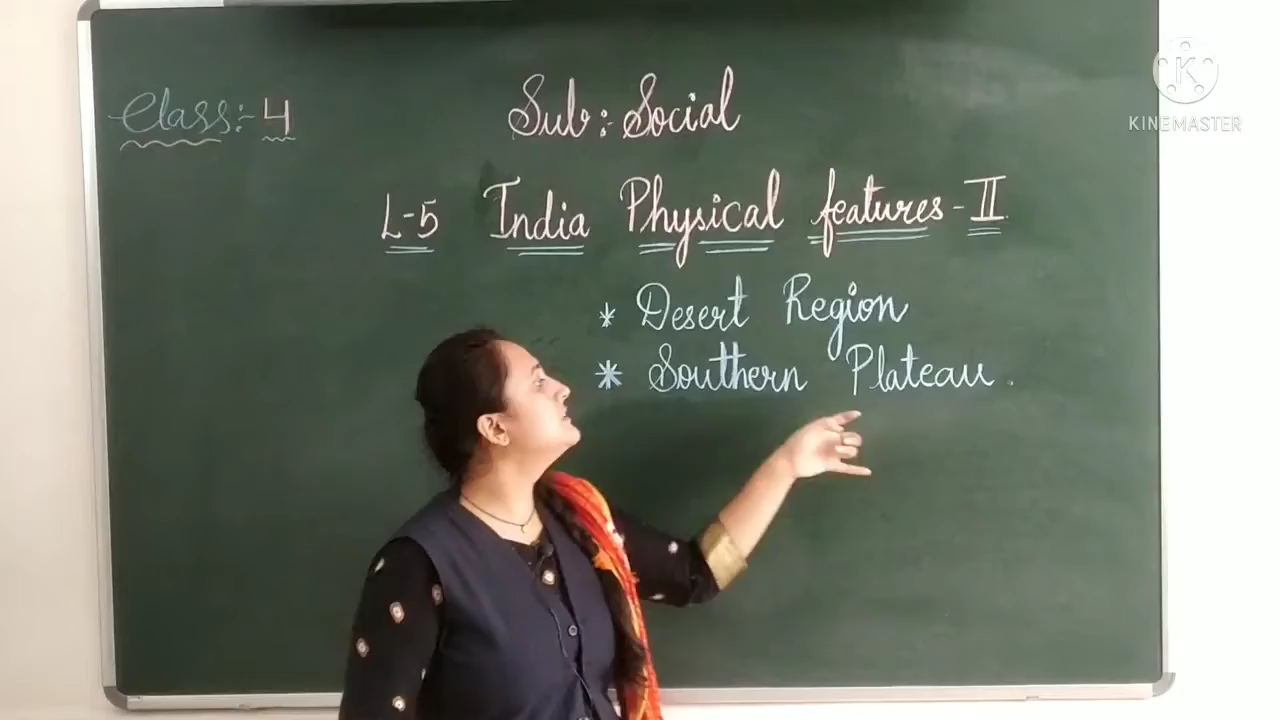 Class:- 4
Sub:- Social
L-5 India Physical features - II
* Desert Region
* Southern Plateau.
K
KINEMASTER